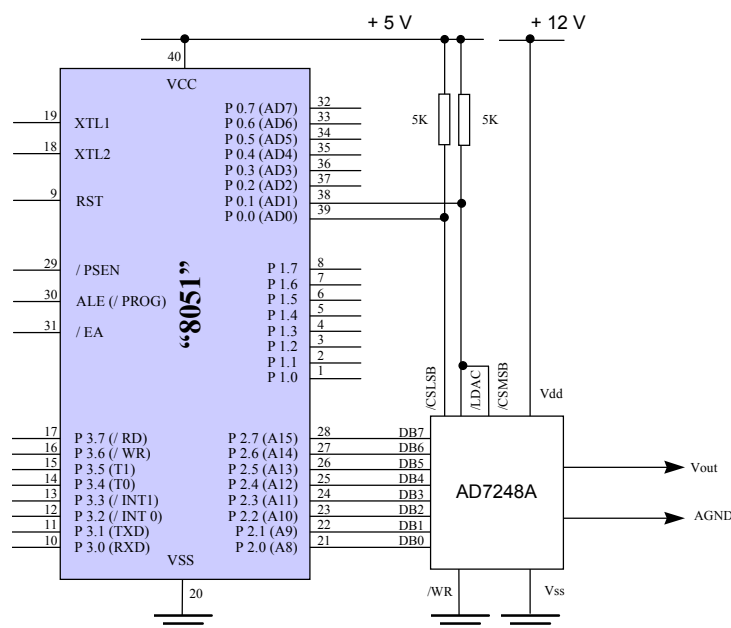 + 5 V
+ 12 V
40
VCC
19 XTL1
18 XTL2
9 RST
29 / PSEN
30 ALE (/ PROG)
31 / EA
“8051”
P 0.7 (AD7) 32
P 0.6 (AD6) 33
P 0.5 (AD5) 34
P 0.4 (AD4) 35
P 0.3 (AD3) 36
P 0.2 (AD2) 37
P 0.1 (AD1) 38
P 0.0 (AD0) 39
P 1.7 8
P 1.6 7
P 1.5 6
P 1.4 5
P 1.3 4
P 1.2 3
P 1.1 2
P 1.0 1
17 P 3.7 (/ RD)
16 P 3.6 (/ WR)
15 P 3.5 (T1)
14 P 3.4 (T0)
13 P 3.3 (/ INT1)
12 P 3.2 (/ INT 0)
11 P 3.1 (TXD)
10 P 3.0 (RXD)
P 2.7 (A15) 28 DB7
P 2.6 (A14) 27 DB6
P 2.5 (A13) 26 DB5
P 2.4 (A12) 25 DB4
P 2.3 (A11) 24 DB3
P 2.2 (A10) 23 DB2
P 2.1 (A9) 22 DB1
P 2.0 (A8) 21 DB0
VSS
20
5K
5K
/CSLSB
/LDAC
/CSMSB
Vdd
AD7248A
Vout
AGND
/WR
Vss